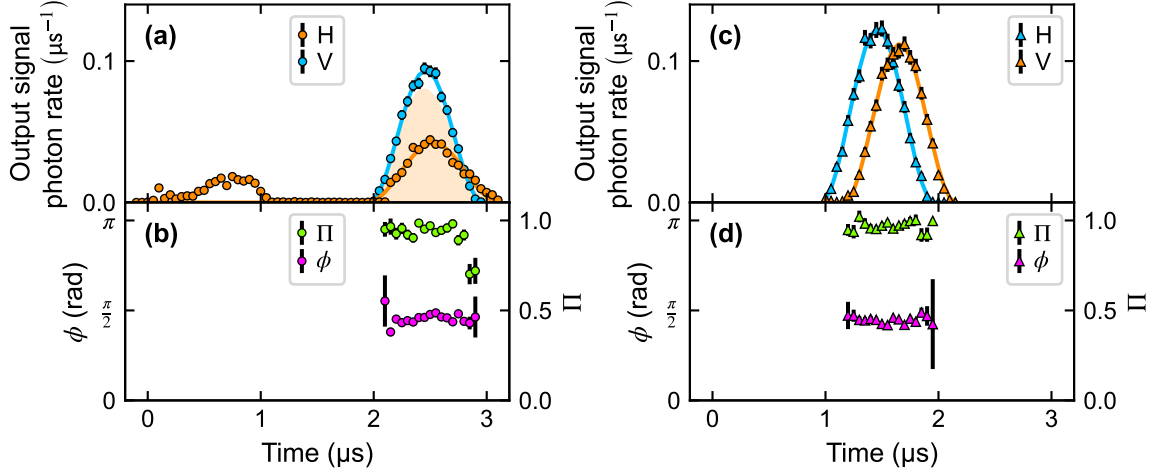 Output signal
photon rate (μs⁻¹)
0.1
0.0
(a)
H
V
Output signal
photon rate (μs⁻¹)
0.1
0.0
(c)
H
V
ϕ (rad)
π
π/2
0
(b)
Π
ϕ
1.0
0.5
0.0
Π
0
1
2
3
Time (μs)
ϕ (rad)
π
π/2
0
(d)
Π
ϕ
1.0
0.5
0.0
Π
0
1
2
3
Time (μs)